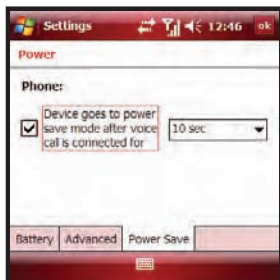 Settings 12:46 ok
Power
Phone:
Device goes to power
save mode after voice
cal is connected for
10 sec
Battery Advanced Power Save